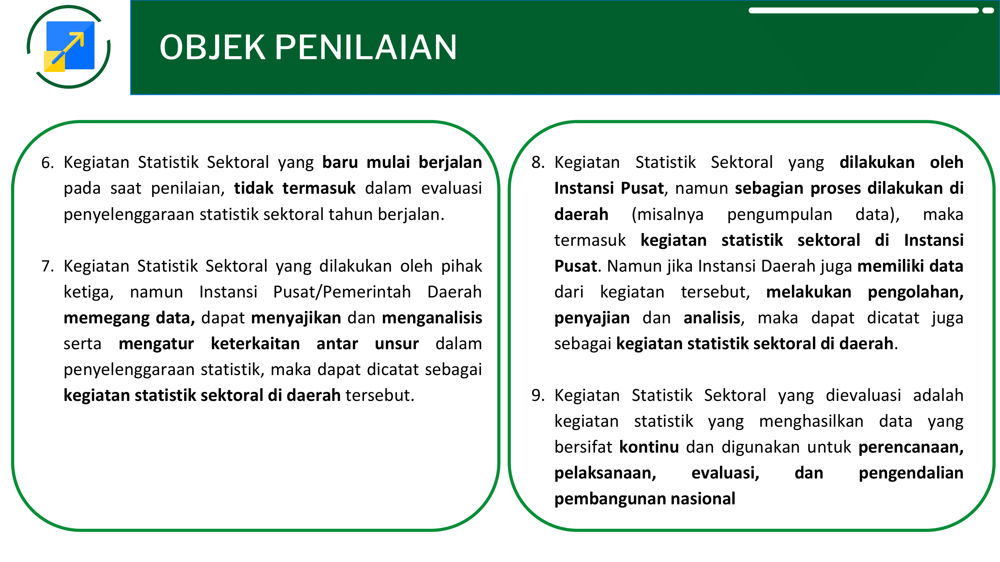 OBJEK PENILAIAN
6. Kegiatan Statistik Sektoral yang baru mulai berjalan
pada saat penilaian, tidak termasuk dalam evaluasi
penyelenggaraan statistik sektoral tahun berjalan.
7. Kegiatan Statistik Sektoral yang dilakukan oleh pihak
ketiga, namun Instansi Pusat/Pemerintah Daerah
memegang data, dapat menyajikan dan menganalisis
serta mengatur keterkaitan antar unsur dalam
penyelenggaraan statistik, maka dapat dicatat sebagai
kegiatan statistik sektoral di daerah tersebut.
8. Kegiatan Statistik Sektoral yang dilakukan oleh
Instansi Pusat, namun sebagian proses dilakukan di
daerah (misalnya pengumpulan data), maka
termasuk kegiatan statistik sektoral di Instansi
Pusat. Namun jika Instansi Daerah juga memiliki data
dari kegiatan tersebut, melakukan pengolahan,
penyajian dan analisis, maka dapat dicatat juga
sebagai kegiatan statistik sektoral di daerah.
9. Kegiatan Statistik Sektoral yang dievaluasi adalah
kegiatan statistik yang menghasilkan data yang
bersifat kontinu dan digunakan untuk perencanaan,
pelaksanaan, evaluasi, dan pengendalian
pembangunan nasional